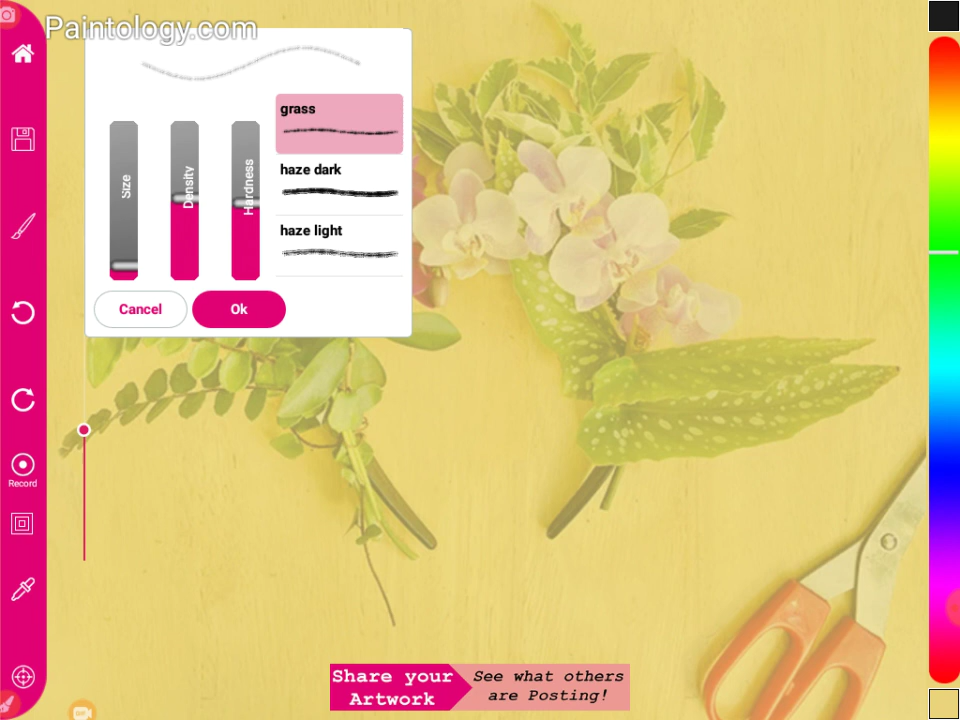 Paintology.com
grass
haze dark
haze light
Size
Density
Hardness
Cancel
Ok
Record
Share your
Artwork
See what others
are Posting!